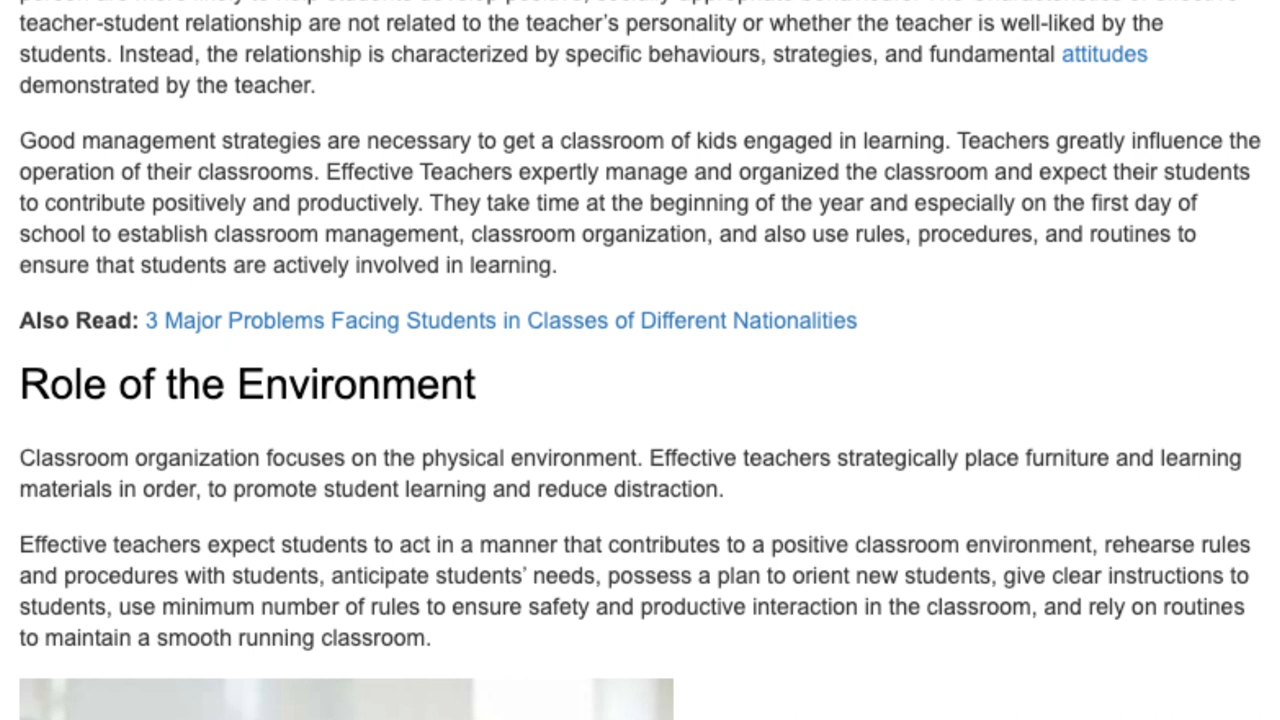 teacher-student relationship are not related to the teacher's personality or whether the teacher is well-liked by the
students. Instead, the relationship is characterized by specific behaviours, strategies, and fundamental attitudes
demonstrated by the teacher.
Good management strategies are necessary to get a classroom of kids engaged in learning. Teachers greatly influence the
operation of their classrooms. Effective Teachers expertly manage and organized the classroom and expect their students
to contribute positively and productively. They take time at the beginning of the year and especially on the first day of
school to establish classroom management, classroom organization, and also use rules, procedures, and routines to
ensure that students are actively involved in learning.
Also Read: 3 Major Problems Facing Students in Classes of Different Nationalities
Role of the Environment
Classroom organization focuses on the physical environment. Effective teachers strategically place furniture and learning
materials in order, to promote student learning and reduce distraction.
Effective teachers expect students to act in a manner that contributes to a positive classroom environment, rehearse rules
and procedures with students, anticipate students' needs, possess a plan to orient new students, give clear instructions to
students, use minimum number of rules to ensure safety and productive interaction in the classroom, and rely on routines
to maintain a smooth running classroom.